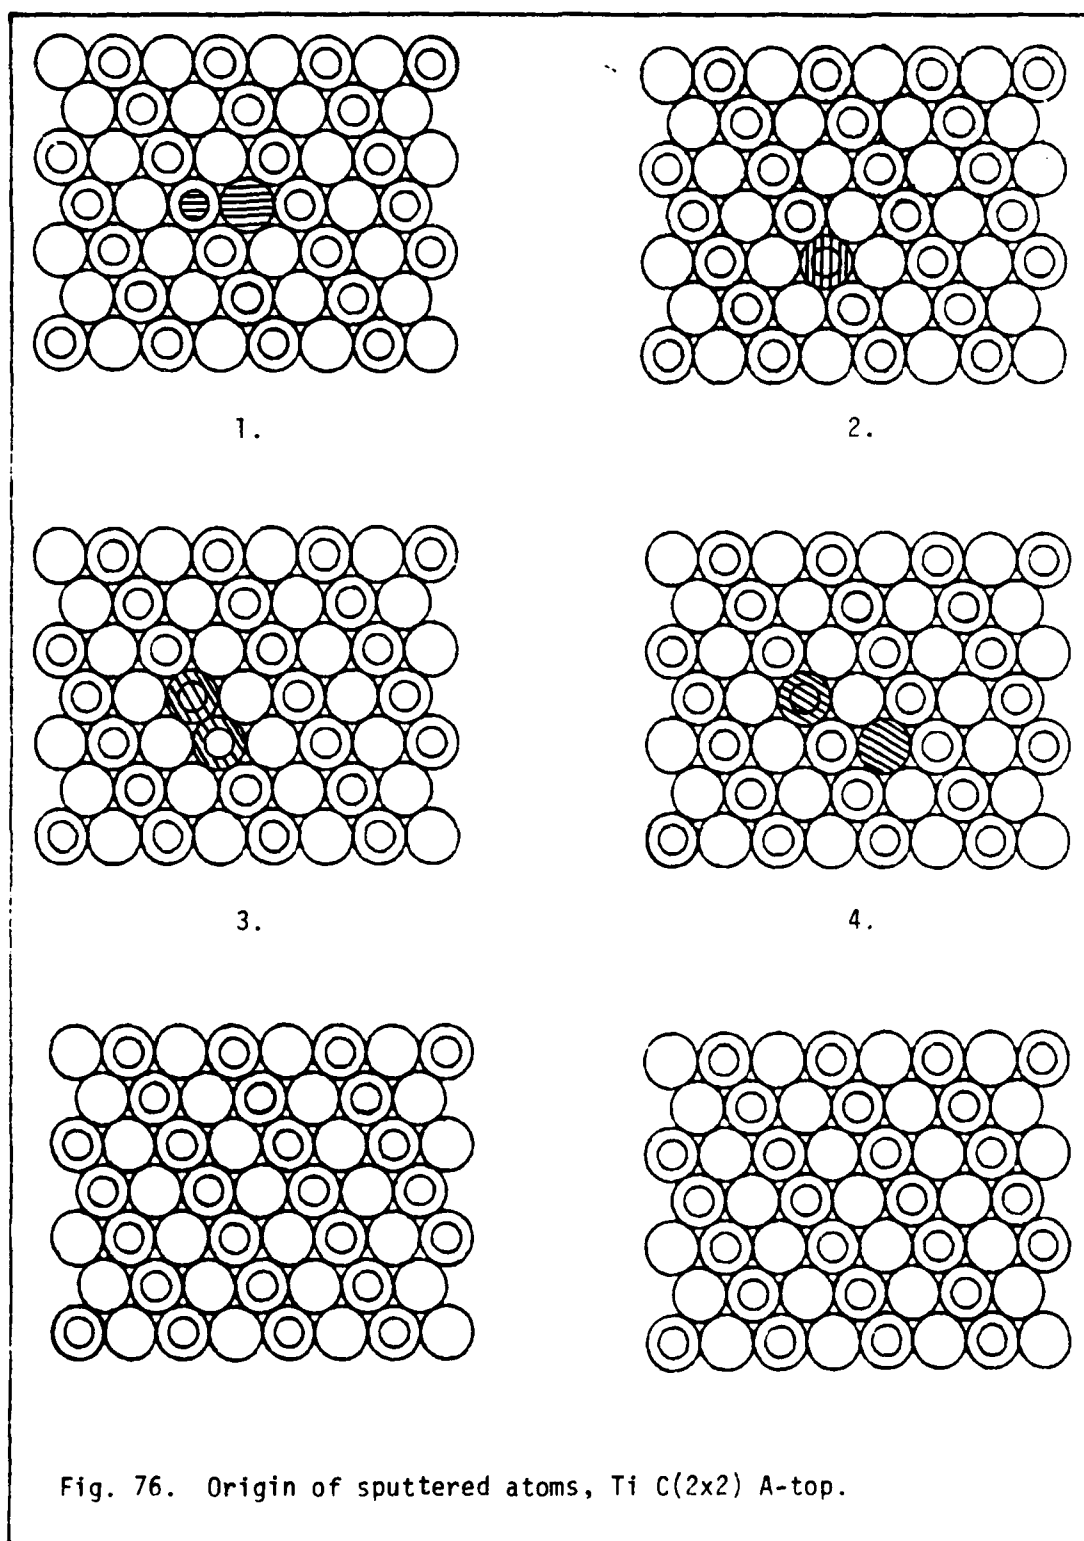 1.
2.
3.
4.
Fig. 76. Origin of sputtered atoms, Ti C(2x2) A-top.